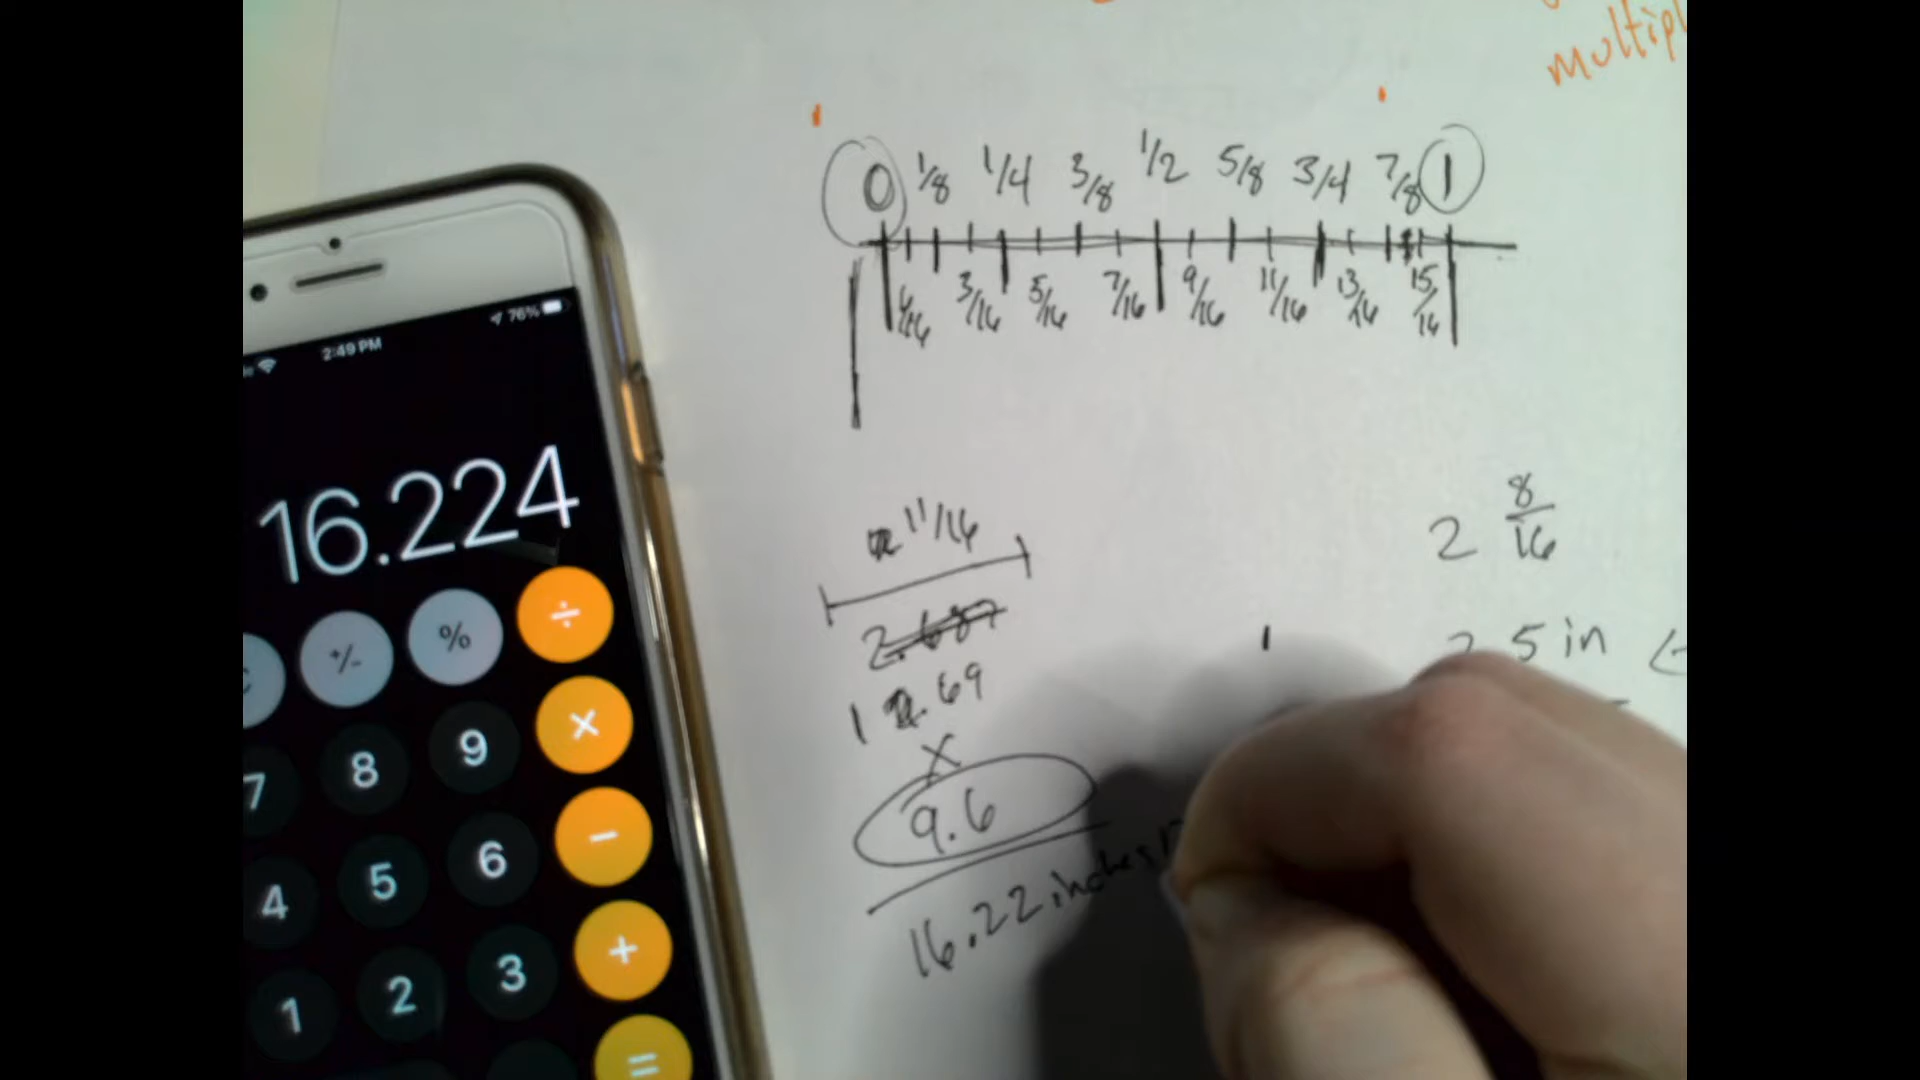 multipl
0 1/8 1/4 3/8 1/2 5/8 3/4 7/8 1
1/16 3/16 5/16 7/16 9/16 11/16 13/16 15/16
11/16
2.687
1.69
X
9.6
16.22 inches
2 8/16
2.5 in
76%
2:49 PM
16.224
+/- % ÷
7 8 9 ×
4 5 6 −
1 2 3 +
=